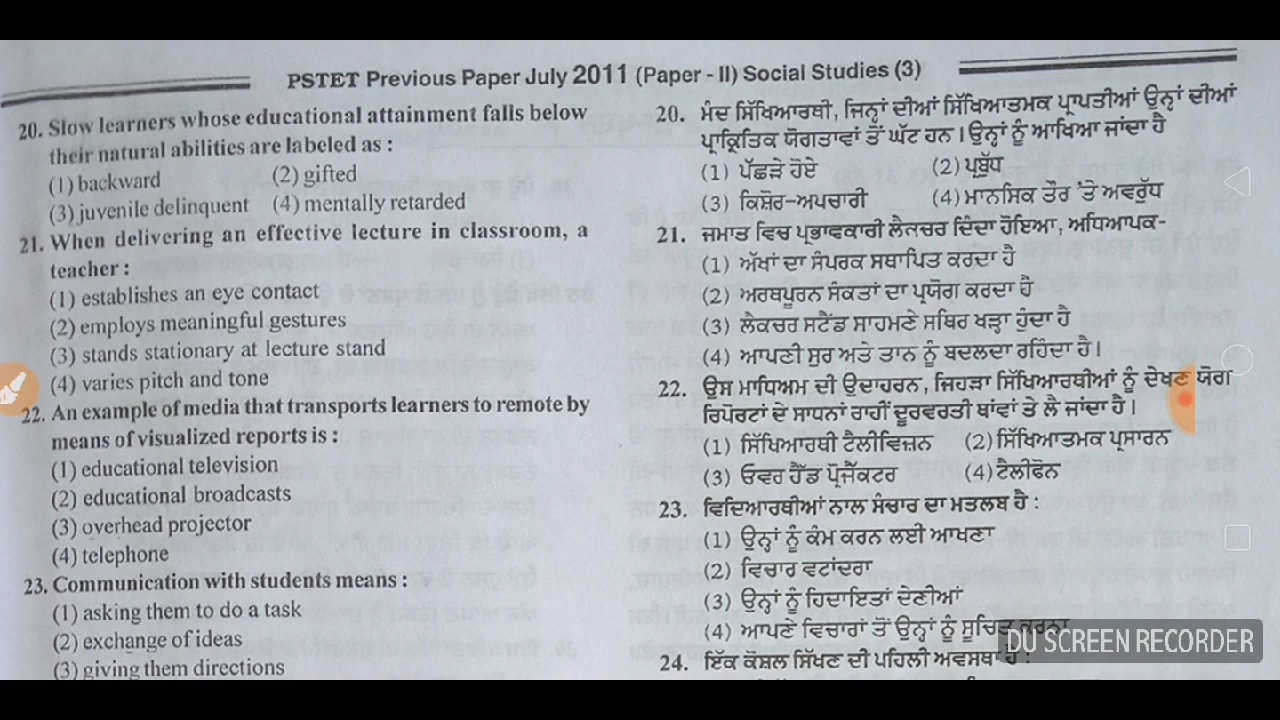 PSTET Previous Paper July 2011 (Paper - II) Social Studies (3)
20. Slow learners whose educational attainment falls below
their natural abilities are labeled as :
(1) backward (2) gifted
(3) juvenile delinquent (4) mentally retarded
21. When delivering an effective lecture in classroom, a
teacher :
(1) establishes an eye contact
(2) employs meaningful gestures
(3) stands stationary at lecture stand
(4) varies pitch and tone
22. An example of media that transports learners to remote by
means of visualized reports is :
(1) educational television
(2) educational broadcasts
(3) overhead projector
(4) telephone
23. Communication with students means :
(1) asking them to do a task
(2) exchange of ideas
(3) giving them directions
20. ਮੰਦ ਸਿੱਖਿਆਰਥੀ, ਜਿਨ੍ਹਾਂ ਦੀਆਂ ਸਿੱਖਿਆਤਮਕ ਪ੍ਰਾਪਤੀਆਂ ਉਨ੍ਹਾਂ ਦੀਆਂ
ਪ੍ਰਾਕ੍ਰਿਤਿਕ ਯੋਗਤਾਵਾਂ ਤੋਂ ਘੱਟ ਹਨ। ਉਨ੍ਹਾਂ ਨੂੰ ਆਖਿਆ ਜਾਂਦਾ ਹੈ
(1) ਪੱਛੜੇ ਹੋਏ (2) ਪ੍ਰਬੁੱਧ
(3) ਕਿਸ਼ੋਰ-ਅਪਚਾਰੀ (4) ਮਾਨਸਿਕ ਤੌਰ 'ਤੇ ਅਵਰੁੱਧ
21. ਜਮਾਤ ਵਿਚ ਪ੍ਰਭਾਵਕਾਰੀ ਲੈਕਚਰ ਦਿੰਦਾ ਹੋਇਆ, ਅਧਿਆਪਕ-
(1) ਅੱਖਾਂ ਦਾ ਸੰਪਰਕ ਸਥਾਪਿਤ ਕਰਦਾ ਹੈ
(2) ਅਰਥਪੂਰਨ ਸੰਕੇਤਾਂ ਦਾ ਪ੍ਰਯੋਗ ਕਰਦਾ ਹੈ
(3) ਲੈਕਚਰ ਸਟੈਂਡ ਸਾਹਮਣੇ ਸਥਿਰ ਖੜ੍ਹਾ ਹੁੰਦਾ ਹੈ
(4) ਆਪਣੀ ਸੁਰ ਅਤੇ ਤਾਨ ਨੂੰ ਬਦਲਦਾ ਰਹਿੰਦਾ ਹੈ।
22. ਉਸ ਮਾਧਿਅਮ ਦੀ ਉਦਾਹਰਨ, ਜਿਹੜਾ ਸਿੱਖਿਆਰਥੀਆਂ ਨੂੰ ਦੇਖਣ ਯੋਗ
ਰਿਪੋਰਟਾਂ ਦੇ ਸਾਧਨਾਂ ਰਾਹੀਂ ਦੂਰਵਰਤੀ ਥਾਂਵਾਂ ਤੇ ਲੈ ਜਾਂਦਾ ਹੈ।
(1) ਸਿੱਖਿਆਰਥੀ ਟੈਲੀਵਿਜ਼ਨ (2) ਸਿੱਖਿਆਤਮਕ ਪ੍ਰਸਾਰਨ
(3) ਓਵਰ ਹੈੱਡ ਪ੍ਰੋਜੈਕਟਰ (4) ਟੈਲੀਫੋਨ
23. ਵਿਦਿਆਰਥੀਆਂ ਨਾਲ ਸੰਚਾਰ ਦਾ ਮਤਲਬ ਹੈ :
(1) ਉਨ੍ਹਾਂ ਨੂੰ ਕੰਮ ਕਰਨ ਲਈ ਆਖਣਾ
(2) ਵਿਚਾਰ ਵਟਾਂਦਰਾ
(3) ਉਨ੍ਹਾਂ ਨੂੰ ਹਿਦਾਇਤਾਂ ਦੇਣੀਆਂ
(4) ਆਪਣੇ ਵਿਚਾਰਾਂ ਤੋਂ ਉਨ੍ਹਾਂ ਨੂੰ ਸੂਚਿਤ ਕਰਨਾ
24. ਇਕ ਕੌਸ਼ਲ ਸਿੱਖਣ ਦੀ ਪਹਿਲੀ ਅਵਸਥਾ ਹੈ :
DU SCREEN RECORDER